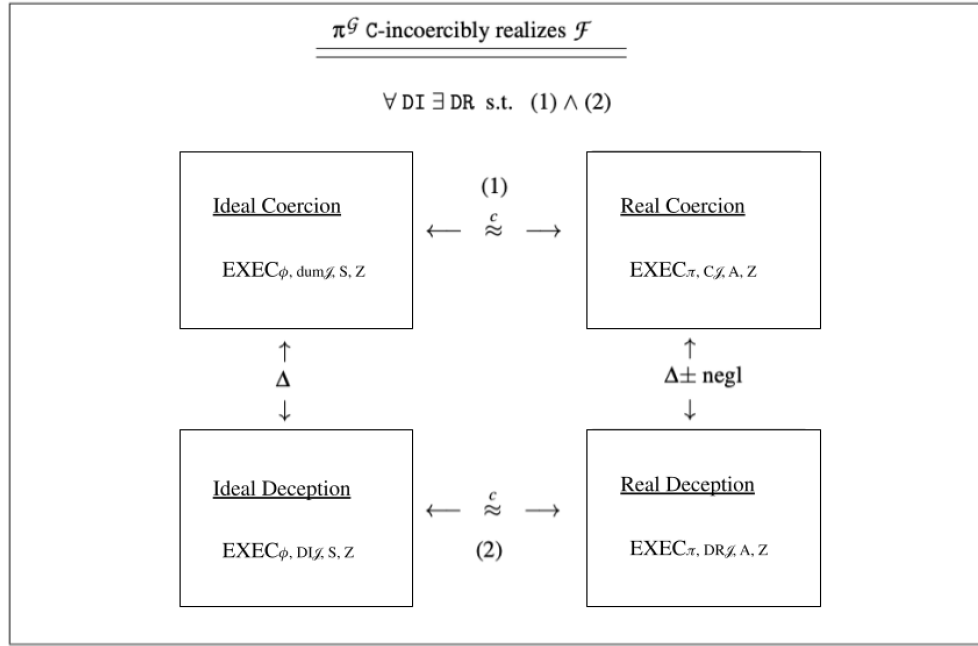 π^𝒢 C-incoercibly realizes ℱ
∀ DI ∃ DR s.t. (1) ∧ (2)
Ideal Coercion
EXECϕ, dum𝒥, S, Z
(1)
← c≈ →
Real Coercion
EXECπ, C𝒥, A, Z
↑
Δ
↓
↑
Δ± negl
↓
Ideal Deception
EXECϕ, DI𝒥, S, Z
← c≈ →
(2)
Real Deception
EXECπ, DR𝒥, A, Z